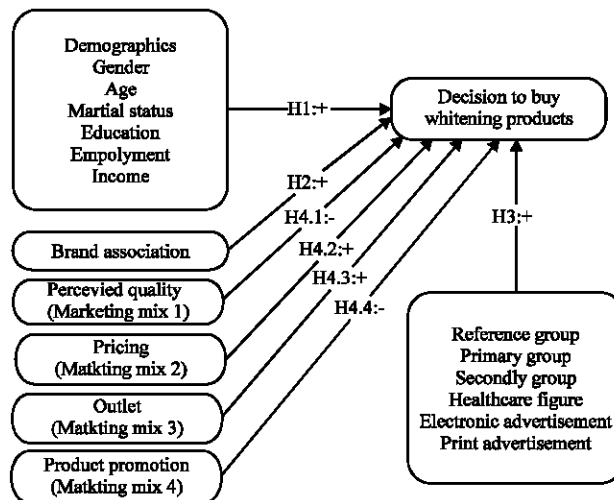 Demographics
Gender
Age
Martial status
Education
Empolyment
Income
H1:+
Decision to buy
whitening products
H2:+
H4.1:-
H4.2:+
H4.3:+
H4.4:-
H3:+
Brand association
Percevied quality
(Marketing mix 1)
Pricing
(Matkting mix 2)
Outlet
(Matkting mix 3)
Product promotion
(Matkting mix 4)
Reference group
Primary group
Secondly group
Healthcare figure
Electronic advertisement
Print advertisement